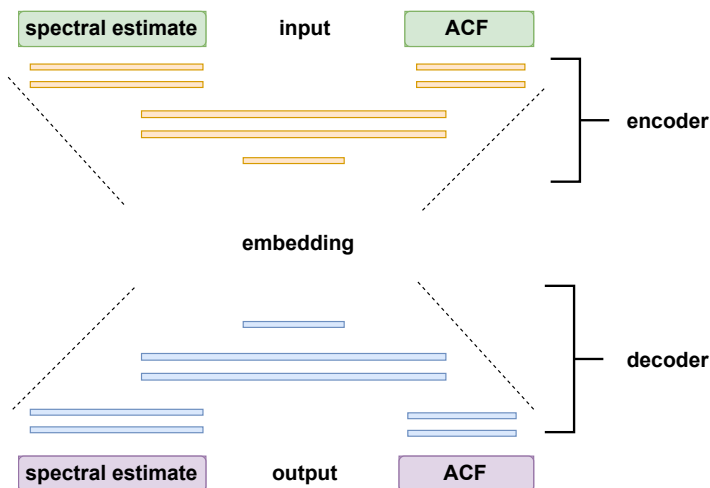 spectral estimate input ACF
encoder
embedding
decoder
spectral estimate output ACF